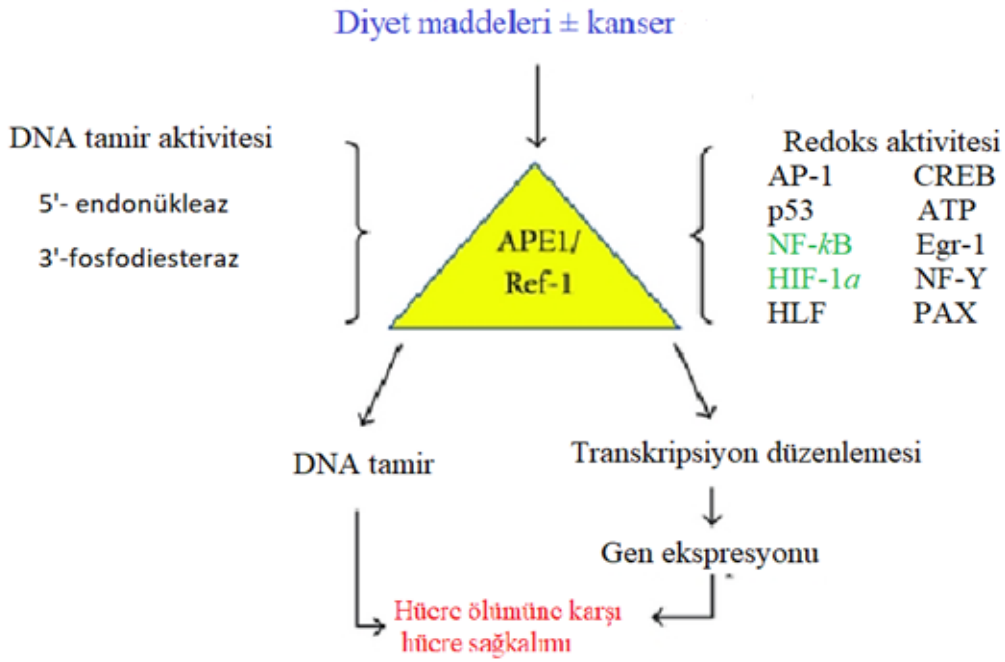 Diyet maddeleri ± kanser
DNA tamir aktivitesi
5'- endonükleaz
3'-fosfodiesteraz
APE1/
Ref-1
Redoks aktivitesi
AP-1 CREB
p53 ATP
NF-kB Egr-1
HIF-1a NF-Y
HLF PAX
DNA tamir
Transkripsiyon düzenlemesi
Gen ekspresyonu
Hücre ölümüne karşı
hücre sağkalımı